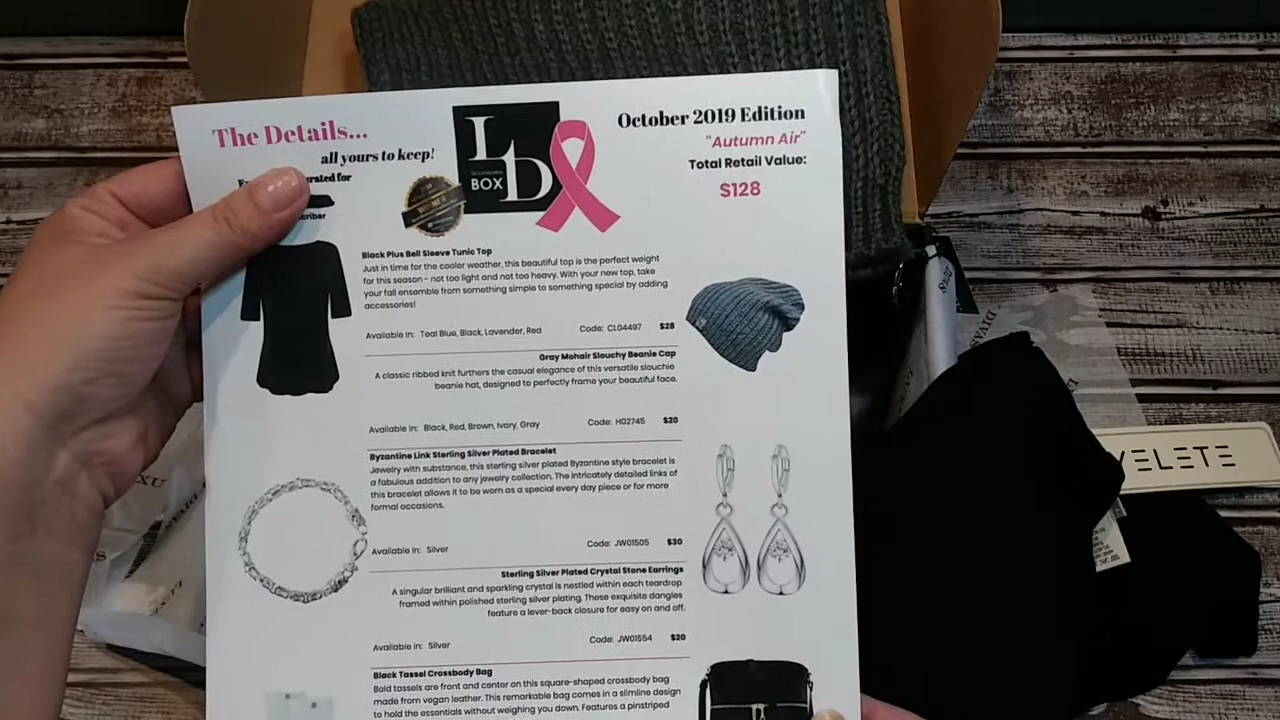 The Details...
all yours to keep!
LD
BOX
October 2019 Edition
"Autumn Air"
Total Retail Value:
$128
Black Plus Bell Sleeve Tunic Top
Just in time for the cooler weather, this beautiful top is the perfect weight
for this season - not too light and not too heavy. With your new top, take
your fall ensemble from something simple to something special by adding
accessories!
Available in: Teal Blue, Black, Lavender, Red Code: CL04497 $28
Gray Mohair Slouchy Beanie Cap
A classic ribbed knit furthers the casual elegance of this versatile slouchie
beanie hat, designed to perfectly frame your beautiful face.
Available in: Black, Red, Brown, Ivory, Gray Code: H02745 $20
Byzantine Link Sterling Silver Plated Bracelet
Jewelry with substance, this sterling silver plated Byzantine style bracelet is
a fabulous addition to any jewelry collection. The intricately detailed links of
this bracelet allows it to be worn as a special every day piece or for more
formal occasions.
Available in: Silver Code: JW01505 $30
Sterling Silver Plated Crystal Stone Earrings
A singular brilliant and sparkling crystal is nestled within each teardrop
framed within polished sterling silver plating. These exquisite dangles
feature a lever-back closure for easy on and off.
Available in: Silver Code: JW01554 $20
Black Tassel Crossbody Bag
Bold tassels are front and center on this square-shaped crossbody bag
made from vegan leather. This remarkable bag comes in a slimline design
to hold the essentials without weighing you down. Features a pinstriped